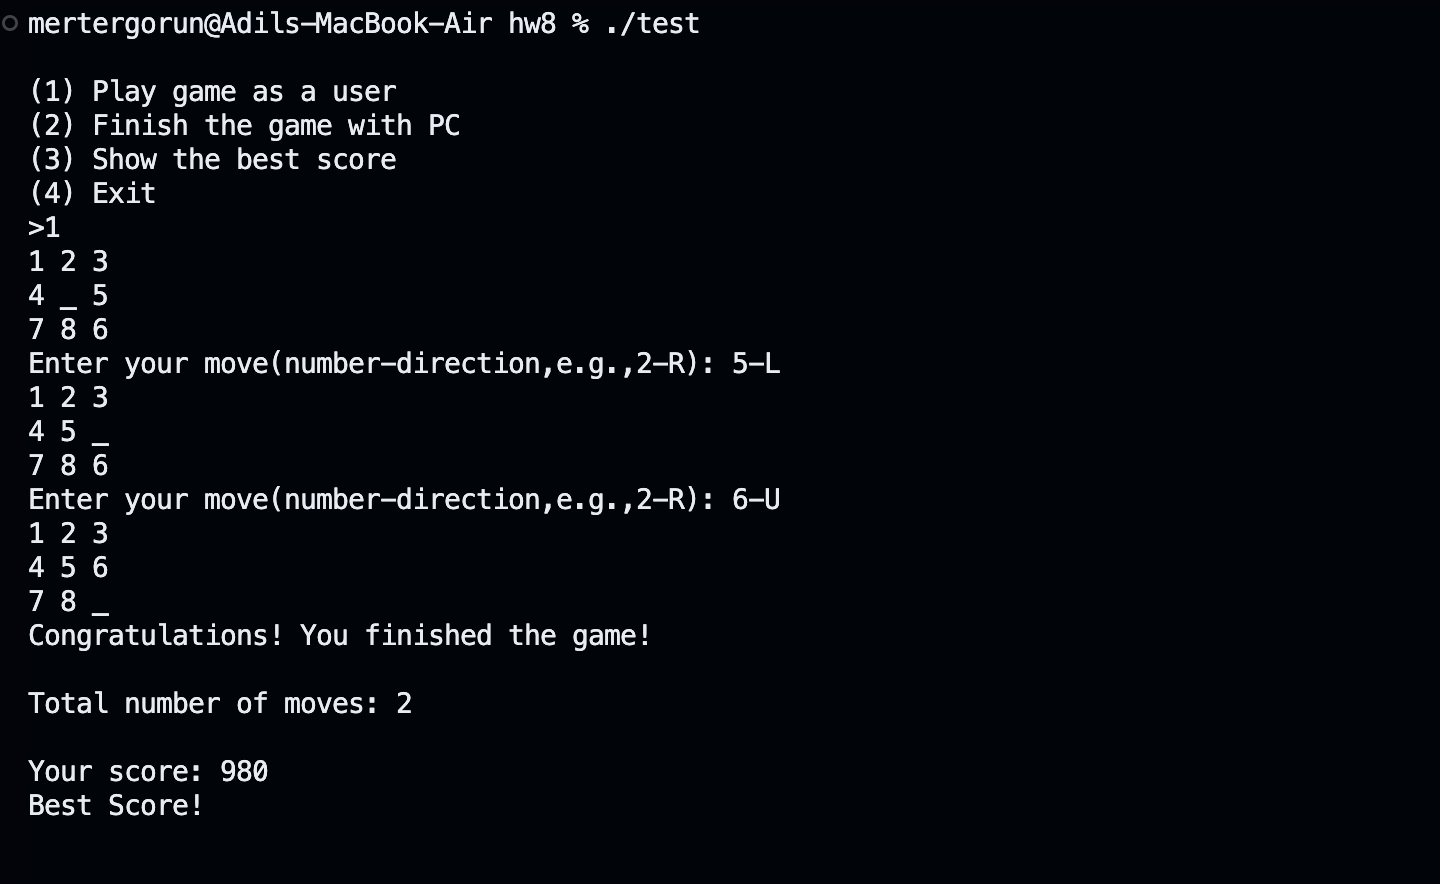 mertergorun@Adils-MacBook-Air hw8 % ./test
(1) Play game as a user
(2) Finish the game with PC
(3) Show the best score
(4) Exit
>1
1 2 3
4 _ 5
7 8 6
Enter your move(number-direction,e.g.,2-R): 5-L
1 2 3
4 5 _
7 8 6
Enter your move(number-direction,e.g.,2-R): 6-U
1 2 3
4 5 6
7 8 _
Congratulations! You finished the game!
Total number of moves: 2
Your score: 980
Best Score!